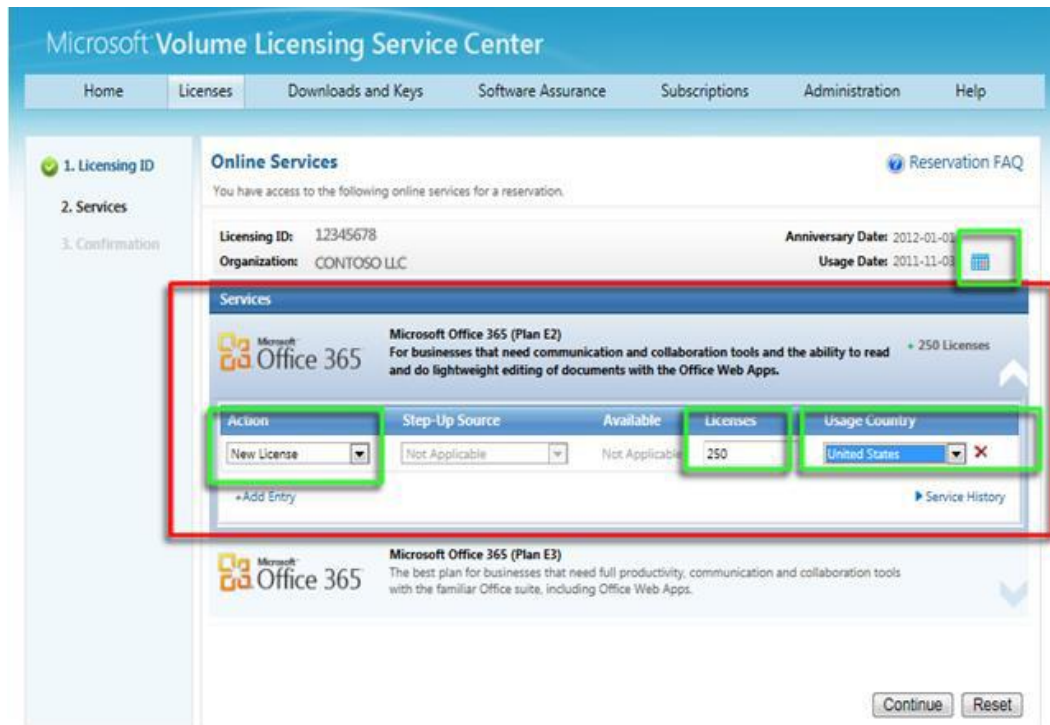 Microsoft Volume Licensing Service Center
Home Licenses Downloads and Keys Software Assurance Subscriptions Administration Help
1. Licensing ID
2. Services
3. Confirmation
Online Services
Reservation FAQ
You have access to the following online services for a reservation.
Licensing ID: 12345678
Anniversary Date: 2012-01-01
Organization: CONTOSO LLC
Usage Date: 2011-11-03
Services
Microsoft
Office 365
Microsoft Office 365 (Plan E2)
For businesses that need communication and collaboration tools and the ability to read
and do lightweight editing of documents with the Office Web Apps.
+ 250 Licenses
Action Step-Up Source Available Licenses Usage Country
New License Not Applicable Not Applicable 250 United States
+Add Entry
Service History
Microsoft
Office 365
Microsoft Office 365 (Plan E3)
The best plan for businesses that need full productivity, communication and collaboration tools
with the familiar Office suite, including Office Web Apps.
Continue Reset